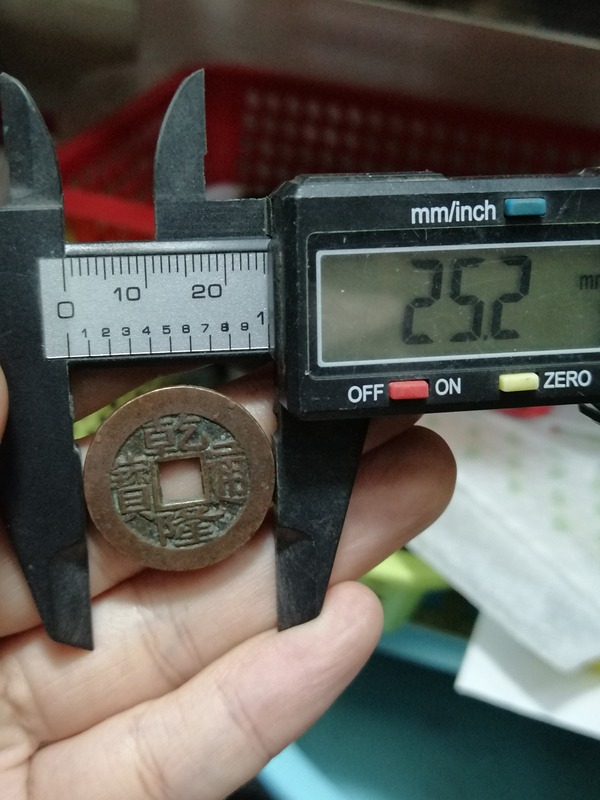 mm/inch
25.2
mm
0 10 20
1 2 3 4 5 6 7 8 9 1
OFF ON
ZERO
乾隆通寶